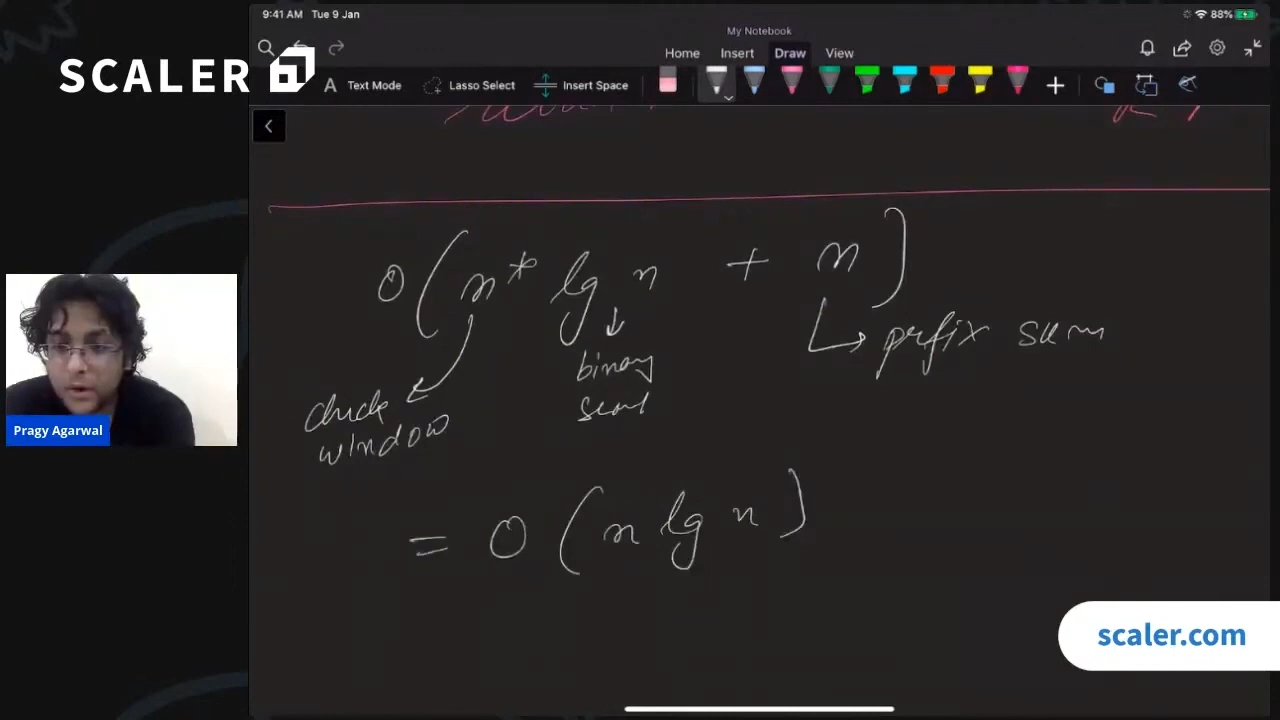 9:41 AM Tue 9 Jan
88%
My Notebook
SCALER
Home Insert Draw View
A Text Mode Lasso Select Insert Space
O(n * lg n + n)
prefix sum
binary
check
window
= O(n lg n)
Pragy Agarwal
scaler.com